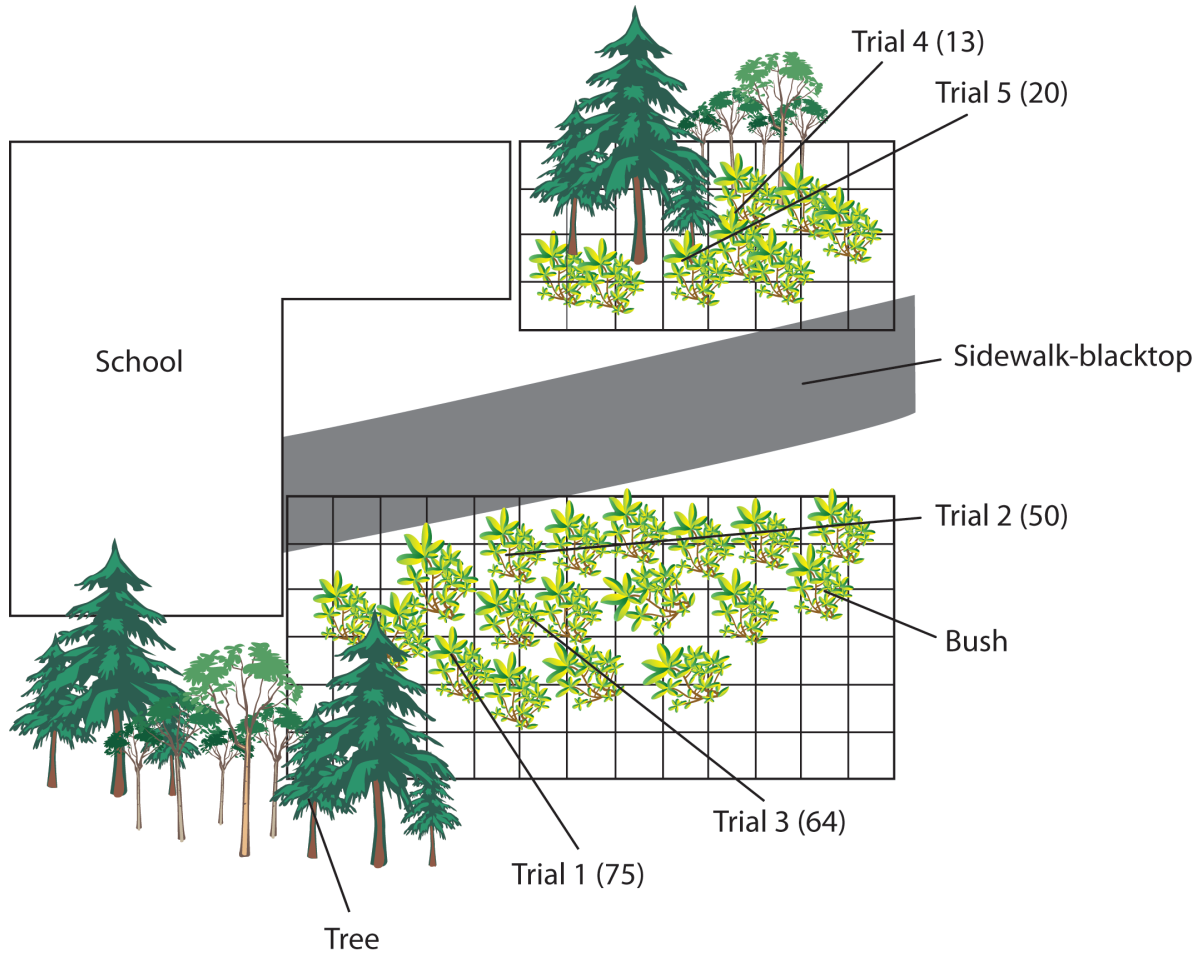 Trial 4 (13)
Trial 5 (20)
School
Sidewalk-blacktop
Trial 2 (50)
Bush
Trial 3 (64)
Trial 1 (75)
Tree